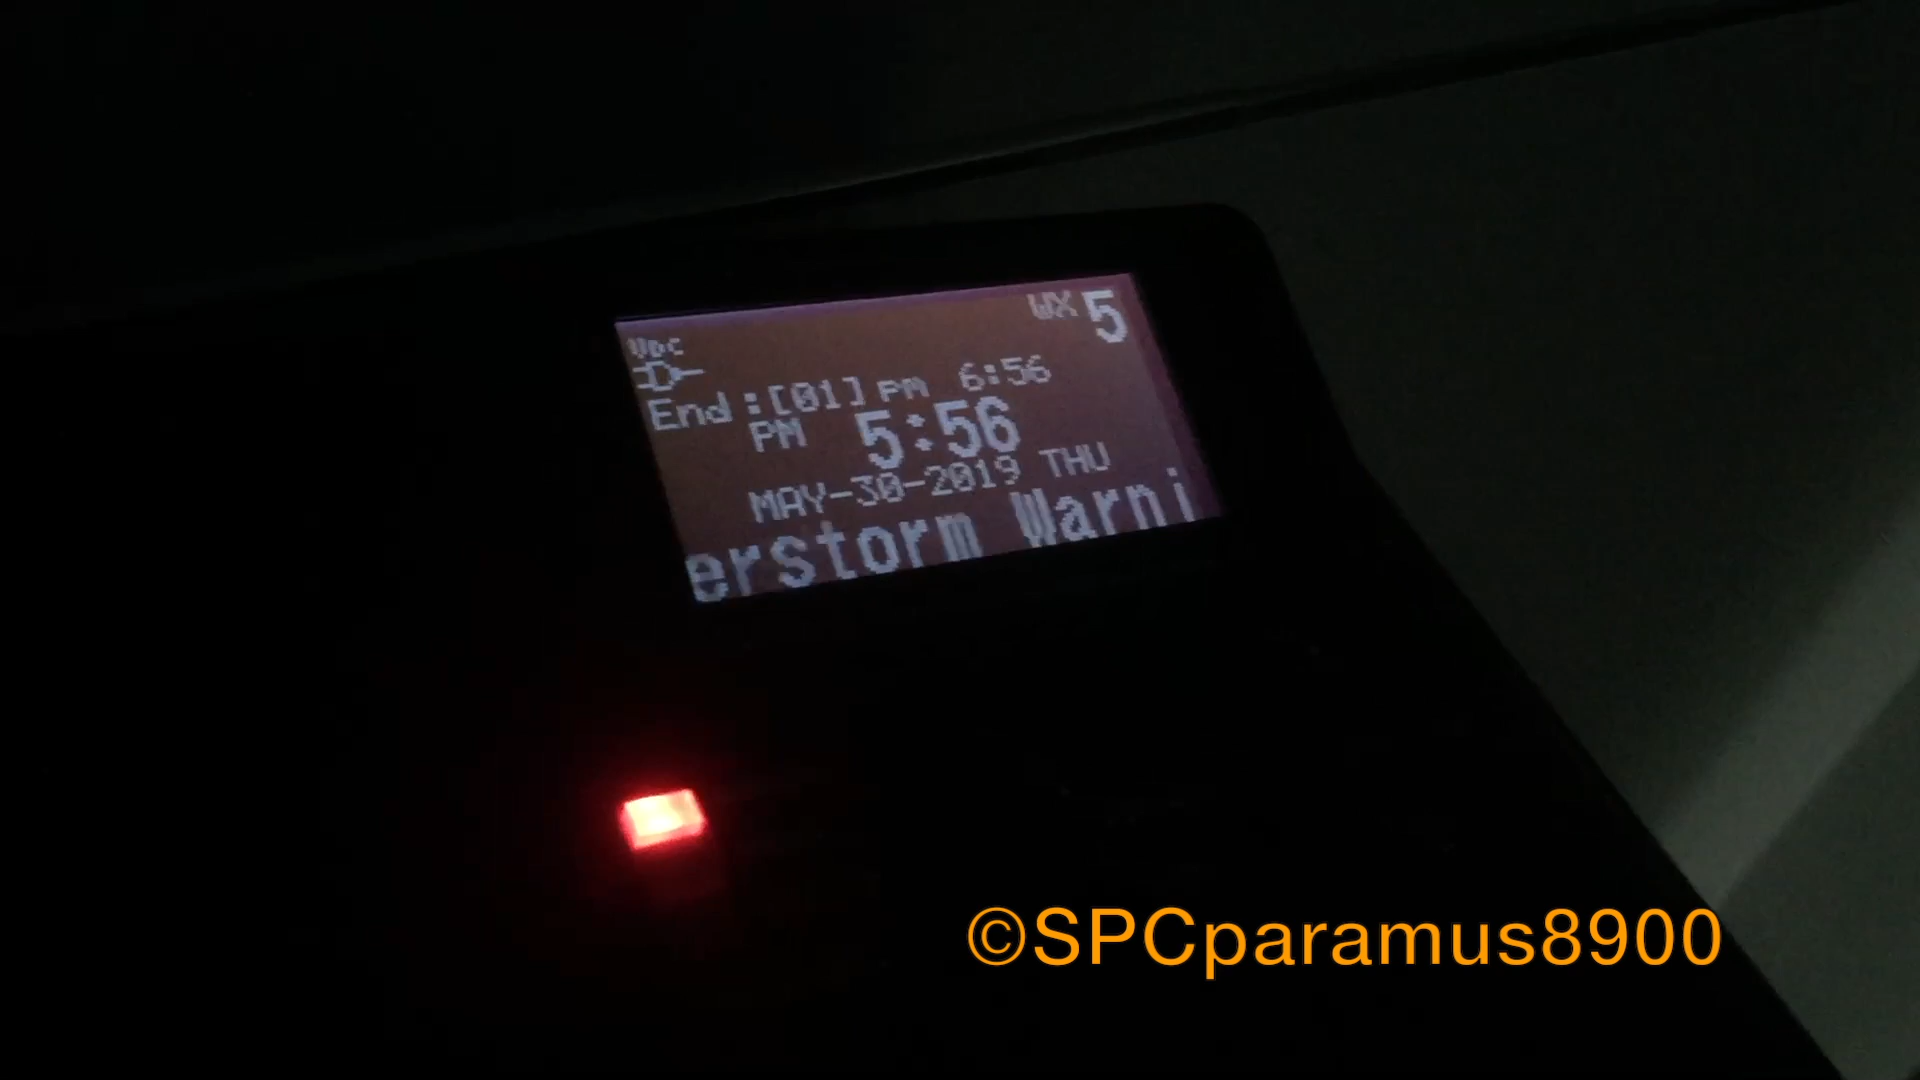 WX 5
VDC
End:[01] PM 6:56
PM 5:56
MAY-30-2019 THU
erstorm Warni
©SPCparamus8900